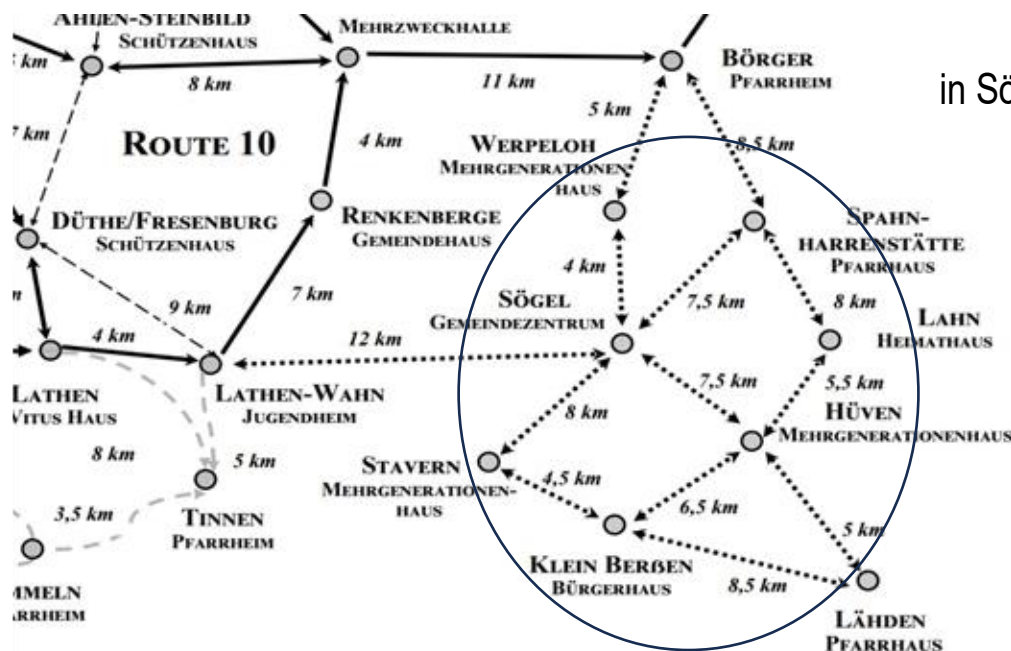 AHLEN-STEINBILD
SCHÜTZENHAUS
MEHRZWECKHALLE
8 km
11 km
BÖRGER
PFARRHEIM
in Sö
7 km
ROUTE 10
4 km
5 km
8,5 km
WERPELOH
MEHRGENERATIONEN
HAUS
DÜTHE/FRESENBURG
SCHÜTZENHAUS
RENKENBERGE
GEMEINDEHAUS
SPAHN-
HARRENSTÄTTE
PFARRHAUS
4 km
7,5 km
8 km
9 km
7 km
SÖGEL
GEMEINDEZENTRUM
LAHN
HEIMATHAUS
4 km
12 km
7,5 km
5,5 km
LATHEN
VITUS HAUS
LATHEN-WAHN
JUGENDHEIM
8 km
HÜVEN
MEHRGENERATIONENHAUS
8 km
5 km
STAVERN
MEHRGENERATIONEN-
HAUS
4,5 km
6,5 km
3,5 km
TINNEN
PFARRHEIM
5 km
KLEIN BERßEN
BÜRGERHAUS
8,5 km
LÄHDEN
PFARRHAUS